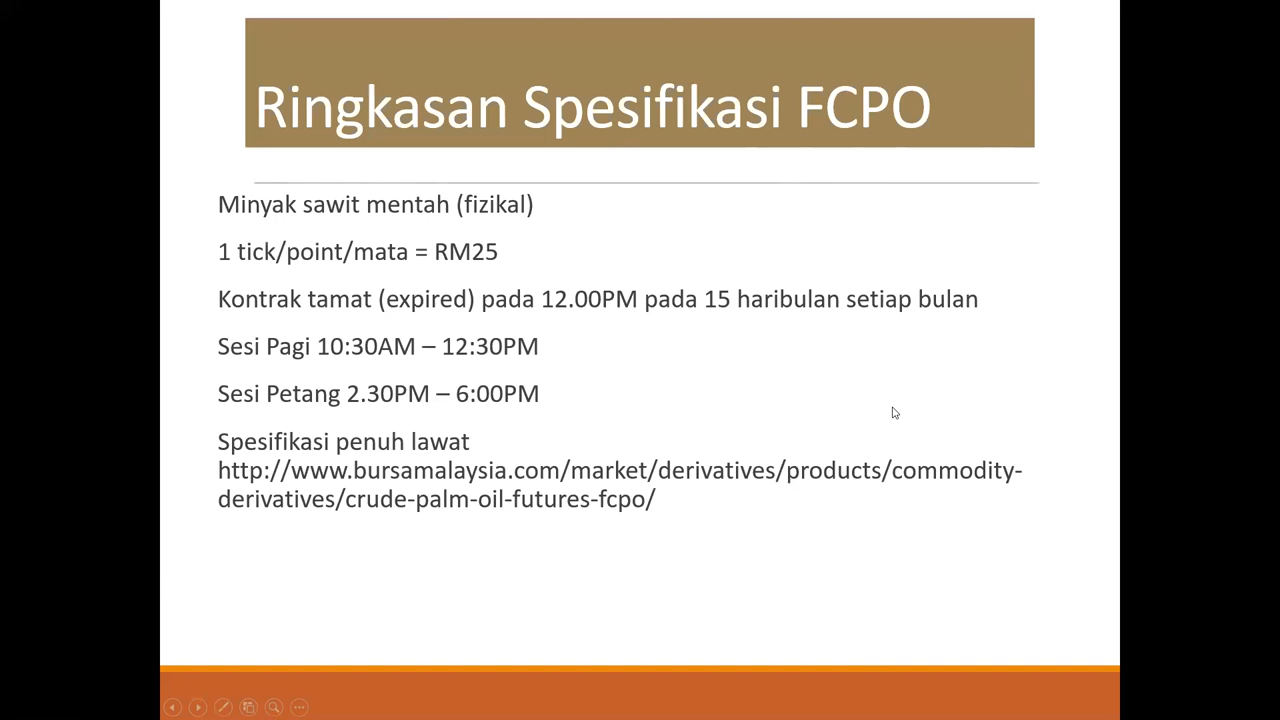 Ringkasan Spesifikasi FCPO
Minyak sawit mentah (fizikal)
1 tick/point/mata = RM25
Kontrak tamat (expired) pada 12.00PM pada 15 haribulan setiap bulan
Sesi Pagi 10:30AM – 12:30PM
Sesi Petang 2.30PM – 6:00PM
Spesifikasi penuh lawat
http://www.bursamalaysia.com/market/derivatives/products/commodity-
derivatives/crude-palm-oil-futures-fcpo/